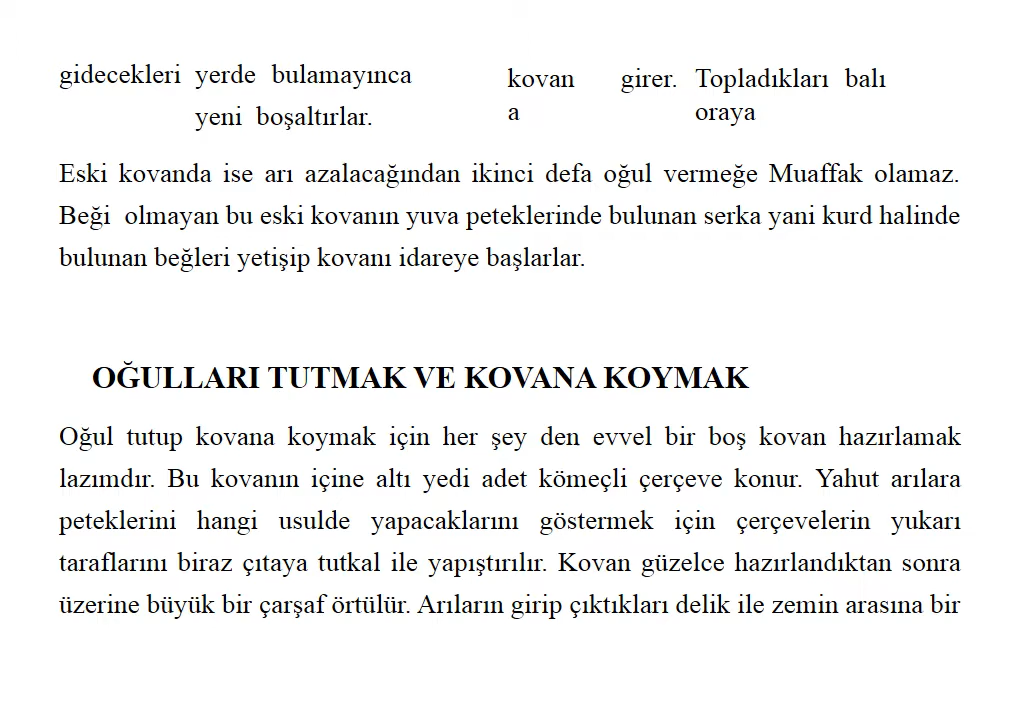 gidecekleri yerde bulamayınca kovan girer. Topladıkları balı
yeni boşaltırlar. a oraya
Eski kovanda ise arı azalacağından ikinci defa oğul vermeğe Muaffak olamaz.
Beği olmayan bu eski kovanın yuva peteklerinde bulunan serka yani kurd halinde
bulunan beğleri yetişip kovanı idareye başlarlar.
OĞULLARI TUTMAK VE KOVANA KOYMAK
Oğul tutup kovana koymak için her şey den evvel bir boş kovan hazırlamak
lazımdır. Bu kovanın içine altı yedi adet kömeçli çerçeve konur. Yahut arılara
peteklerini hangi usulde yapacaklarını göstermek için çerçevelerin yukarı
taraflarını biraz çıtaya tutkal ile yapıştırılır. Kovan güzelce hazırlandıktan sonra
üzerine büyük bir çarşaf örtülür. Arıların girip çıktıkları delik ile zemin arasına bir